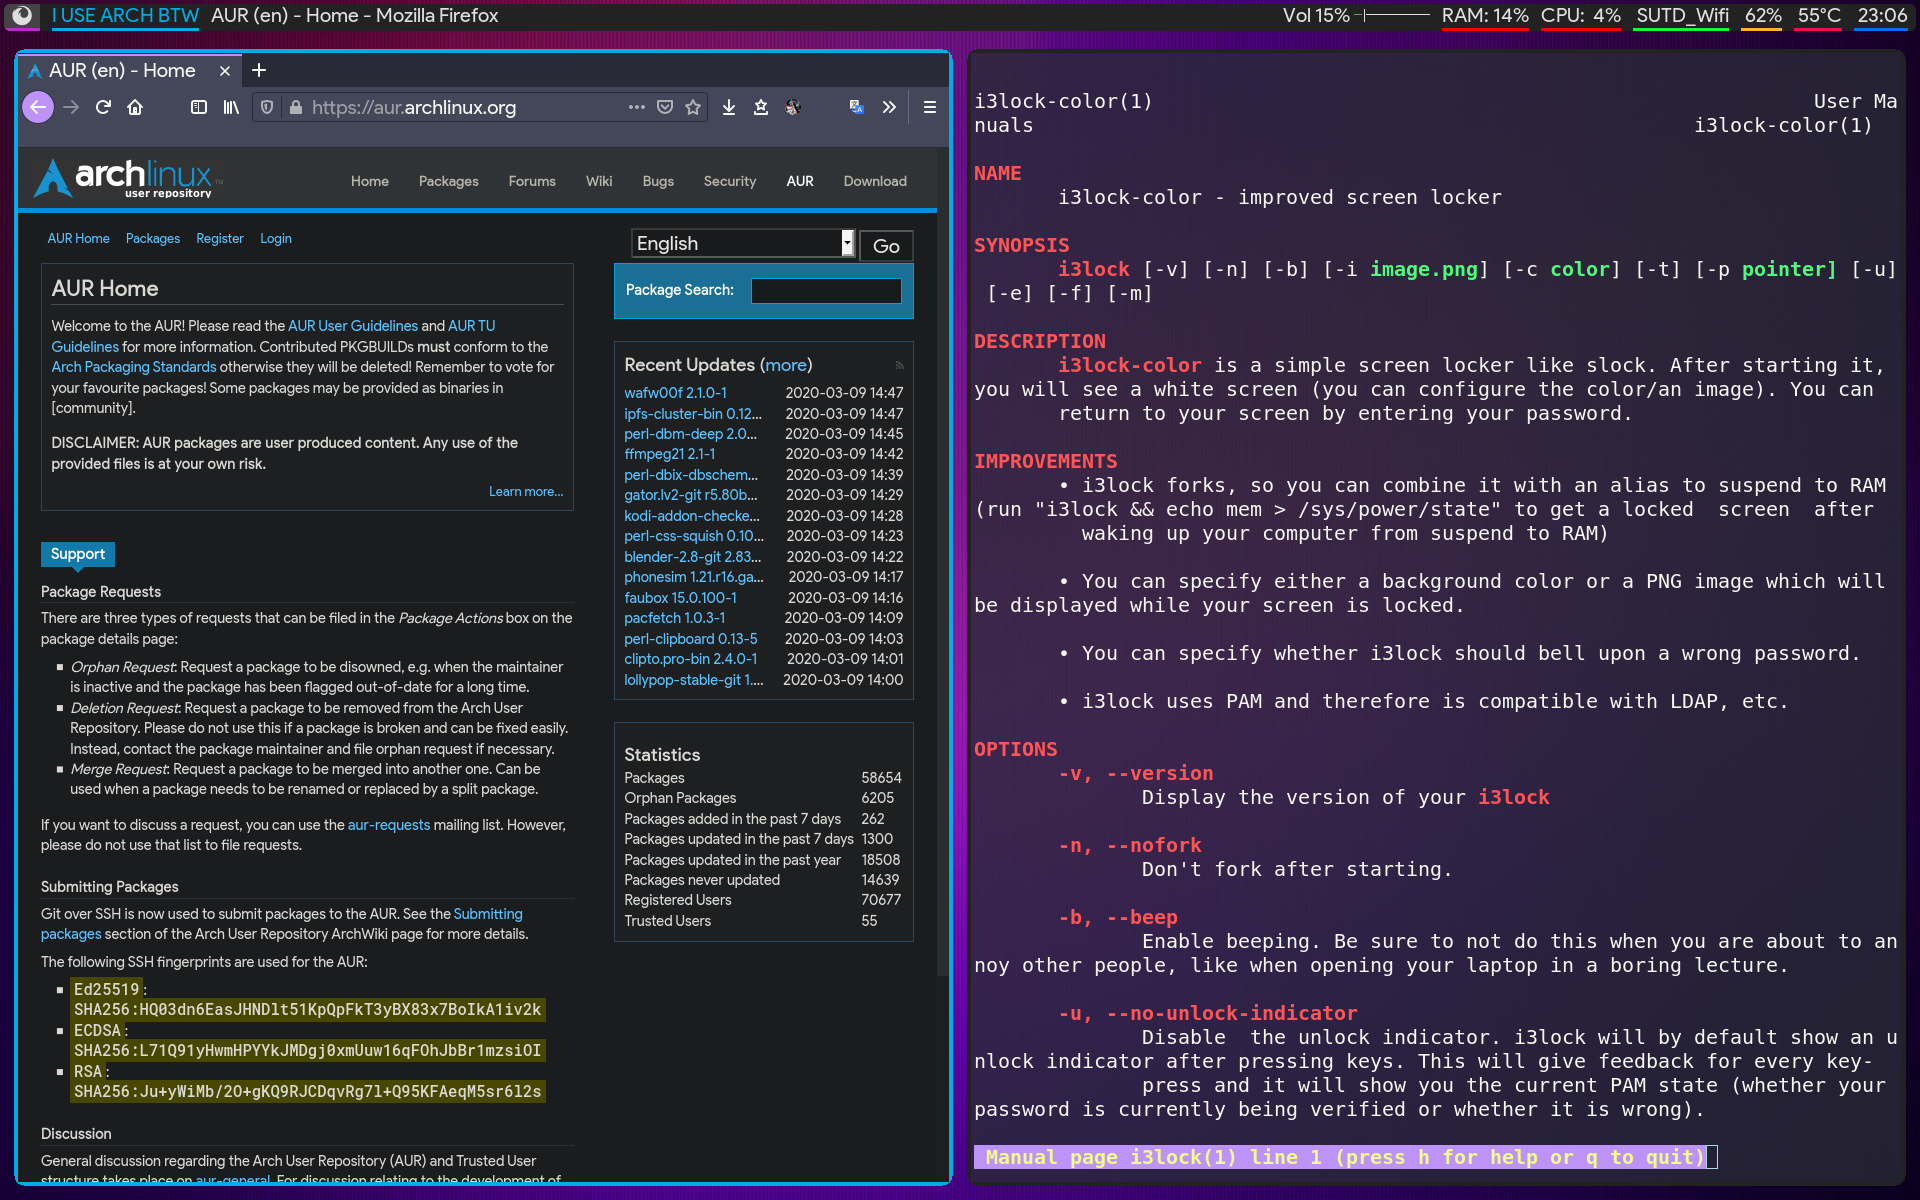 I USE ARCH BTW AUR (en) - Home - Mozilla Firefox
Vol 15% RAM: 14% CPU: 4% SUTD_Wifi 62% 55°C 23:06
AUR (en) - Home
https://aur.archlinux.org
archlinux ™
user repository
Home Packages Forums Wiki Bugs Security AUR Download
AUR Home Packages Register Login
English Go
AUR Home
Welcome to the AUR! Please read the AUR User Guidelines and AUR TU
Guidelines for more information. Contributed PKGBUILDs must conform to the
Arch Packaging Standards otherwise they will be deleted! Remember to vote for
your favourite packages! Some packages may be provided as binaries in
[community].
DISCLAIMER: AUR packages are user produced content. Any use of the
provided files is at your own risk.
Learn more...
Support
Package Requests
There are three types of requests that can be filed in the Package Actions box on the
package details page:
Orphan Request: Request a package to be disowned, e.g. when the maintainer
is inactive and the package has been flagged out-of-date for a long time.
Deletion Request: Request a package to be removed from the Arch User
Repository. Please do not use this if a package is broken and can be fixed easily.
Instead, contact the package maintainer and file orphan request if necessary.
Merge Request: Request a package to be merged into another one. Can be
used when a package needs to be renamed or replaced by a split package.
If you want to discuss a request, you can use the aur-requests mailing list. However,
please do not use that list to file requests.
Submitting Packages
Git over SSH is now used to submit packages to the AUR. See the Submitting
packages section of the Arch User Repository ArchWiki page for more details.
The following SSH fingerprints are used for the AUR:
Ed25519:
SHA256:HQ03dn6EasJHNDlt51KpQpFkT3yBX83x7BoIkA1iv2k
ECDSA:
SHA256:L71Q91yHwmHPYYkJMDgj0xmUuw16qFOhJbBr1mzsiOI
RSA:
SHA256:Ju+yWiMb/2O+gKQ9RJCDqvRg7l+Q95KFAeqM5sr6l2s
Discussion
General discussion regarding the Arch User Repository (AUR) and Trusted User
structure takes place on aur-general. For discussion relating to the development of
Package Search:
Recent Updates (more)
wafw00f 2.1.0-1 2020-03-09 14:47
ipfs-cluster-bin 0.12... 2020-03-09 14:47
perl-dbm-deep 2.0... 2020-03-09 14:45
ffmpeg21 2.1-1 2020-03-09 14:42
perl-dbix-dbschem... 2020-03-09 14:39
gator.lv2-git r5.80b... 2020-03-09 14:29
kodi-addon-checke... 2020-03-09 14:28
perl-css-squish 0.10... 2020-03-09 14:23
blender-2.8-git 2.83... 2020-03-09 14:22
phonesim 1.21.r16.ga... 2020-03-09 14:17
faubox 15.0.100-1 2020-03-09 14:16
pacfetch 1.0.3-1 2020-03-09 14:09
perl-clipboard 0.13-5 2020-03-09 14:03
clipto.pro-bin 2.4.0-1 2020-03-09 14:01
lollypop-stable-git 1.... 2020-03-09 14:00
Statistics
Packages 58654
Orphan Packages 6205
Packages added in the past 7 days 262
Packages updated in the past 7 days 1300
Packages updated in the past year 18508
Packages never updated 14639
Registered Users 70677
Trusted Users 55
i3lock-color(1) User Ma
nuals i3lock-color(1)
NAME
i3lock-color - improved screen locker
SYNOPSIS
i3lock [-v] [-n] [-b] [-i image.png] [-c color] [-t] [-p pointer] [-u]
[-e] [-f] [-m]
DESCRIPTION
i3lock-color is a simple screen locker like slock. After starting it,
you will see a white screen (you can configure the color/an image). You can
return to your screen by entering your password.
IMPROVEMENTS
• i3lock forks, so you can combine it with an alias to suspend to RAM
(run "i3lock && echo mem > /sys/power/state" to get a locked screen after
waking up your computer from suspend to RAM)
• You can specify either a background color or a PNG image which will
be displayed while your screen is locked.
• You can specify whether i3lock should bell upon a wrong password.
• i3lock uses PAM and therefore is compatible with LDAP, etc.
OPTIONS
-v, --version
Display the version of your i3lock
-n, --nofork
Don't fork after starting.
-b, --beep
Enable beeping. Be sure to not do this when you are about to an
noy other people, like when opening your laptop in a boring lecture.
-u, --no-unlock-indicator
Disable the unlock indicator. i3lock will by default show an u
nlock indicator after pressing keys. This will give feedback for every key-
press and it will show you the current PAM state (whether your
password is currently being verified or whether it is wrong).
Manual page i3lock(1) line 1 (press h for help or q to quit)